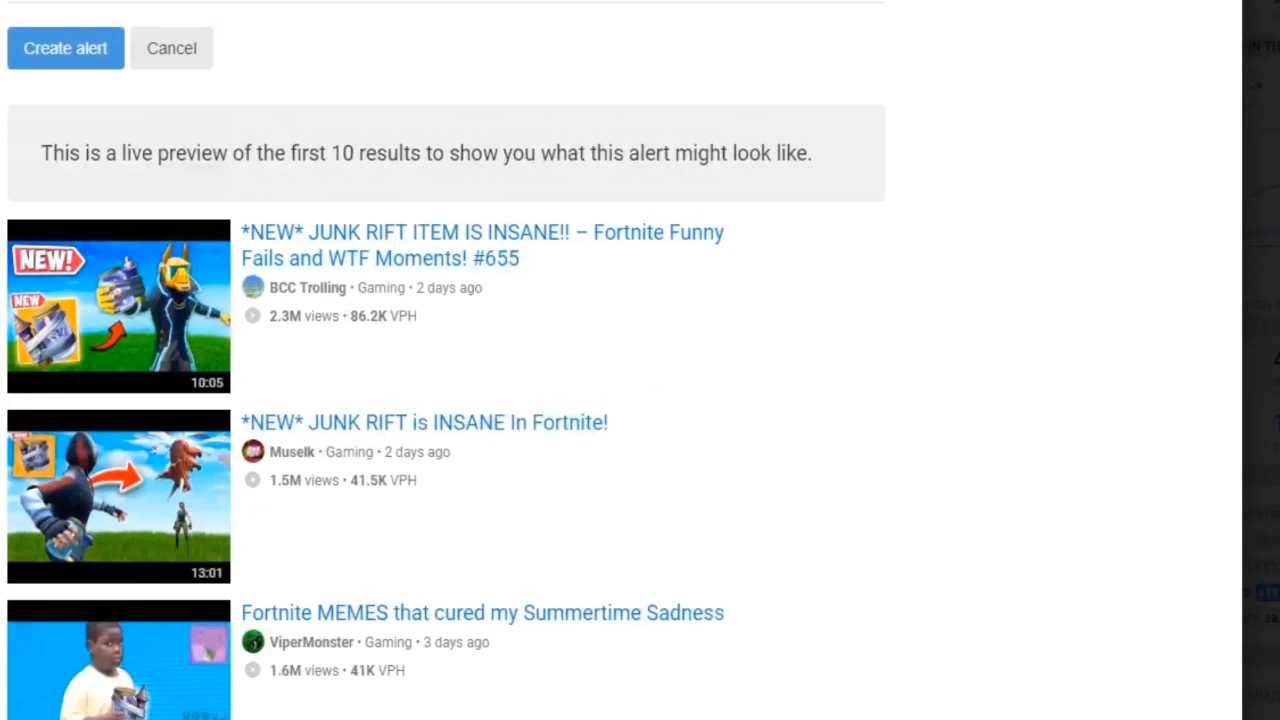 Create alert
Cancel
This is a live preview of the first 10 results to show you what this alert might look like.
*NEW* JUNK RIFT ITEM IS INSANE!! – Fortnite Funny
Fails and WTF Moments! #655
BCC Trolling • Gaming • 2 days ago
2.3M views • 86.2K VPH
NEW!
NEW
10:05
*NEW* JUNK RIFT is INSANE In Fortnite!
Muselk • Gaming • 2 days ago
1.5M views • 41.5K VPH
13:01
Fortnite MEMES that cured my Summertime Sadness
ViperMonster • Gaming • 3 days ago
1.6M views • 41K VPH
IN TH